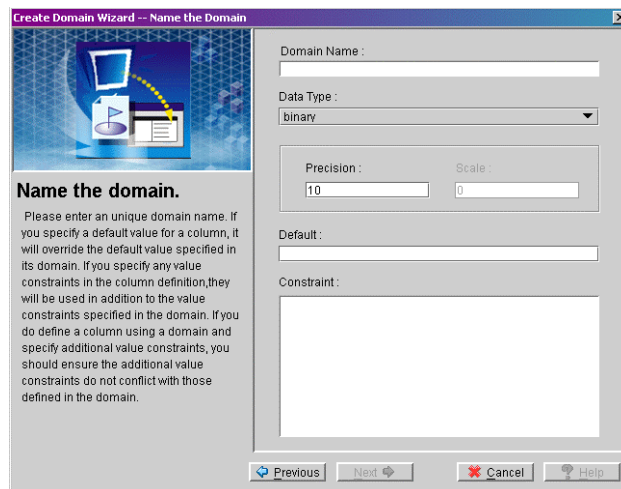 Create Domain Wizard -- Name the Domain
Name the domain.
Please enter an unique domain name. If
you specify a default value for a column, it
will override the default value specified in
its domain. If you specify any value
constraints in the column definition,they
will be used in addition to the value
constraints specified in the domain. If you
do define a column using a domain and
specify additional value constraints, you
should ensure the additional value
constraints do not conflict with those
defined in the domain.
Domain Name :
Data Type :
binary
Precision :
Scale :
10
0
Default :
Constraint :
Previous
Next
Cancel
Help